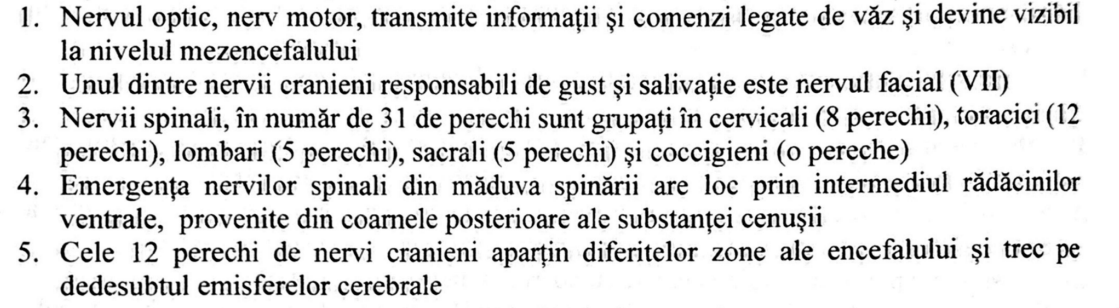 1. Nervul optic, nerv motor, transmite informații și comenzi legate de văz și devine vizibil
la nivelul mezencefalului
2. Unul dintre nervii cranieni responsabili de gust și salivație este nervul facial (VII)
3. Nervii spinali, în număr de 31 de perechi sunt grupați în cervicali (8 perechi), toracici (12
perechi), lombari (5 perechi), sacrali (5 perechi) și coccigieni (o pereche)
4. Emergența nervilor spinali din măduva spinării are loc prin intermediul rădăcinilor
ventrale, provenite din coarnele posterioare ale substanței cenușii
5. Cele 12 perechi de nervi cranieni aparțin diferitelor zone ale encefalului și trec pe
dedesubtul emisferelor cerebrale